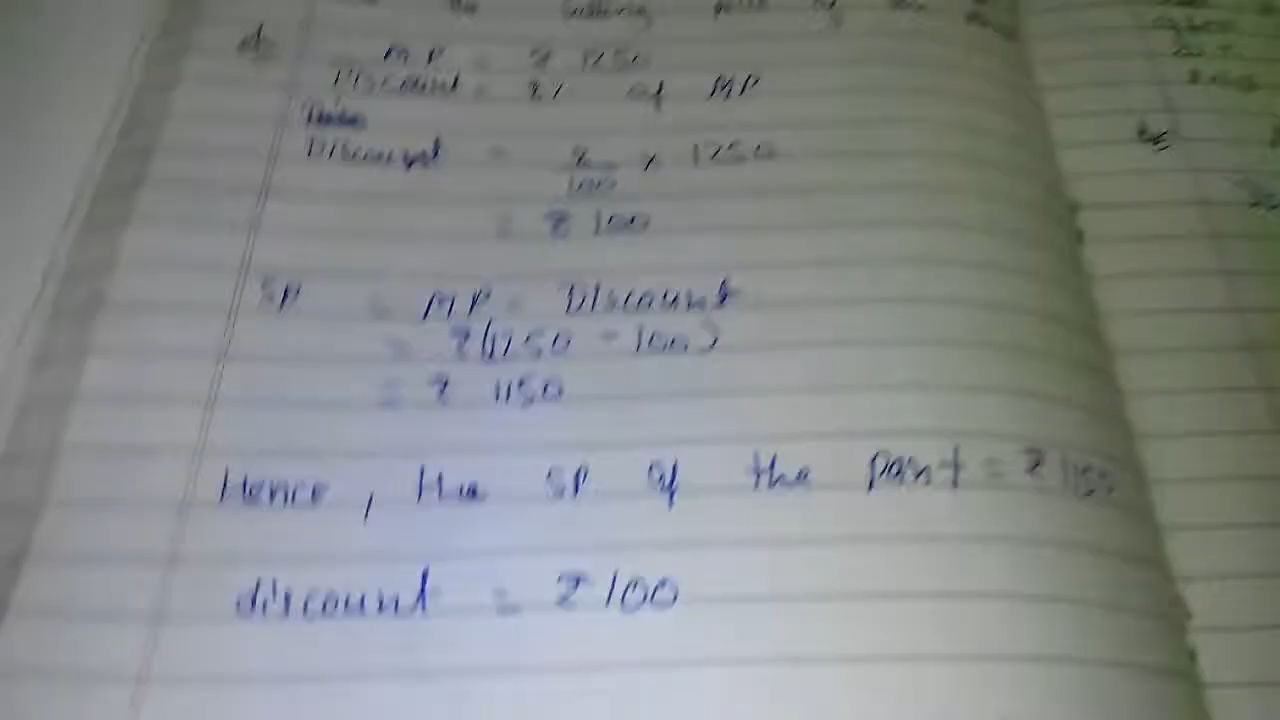 MP = ₹ 1250
Discount = 8% of MP
Discount = 8/100 × 1250
= ₹ 100
SP = MP - Discount
= ₹(1250 - 100)
= ₹ 1150
Hence, the SP of the pant = ₹ 1150
discount = ₹ 100